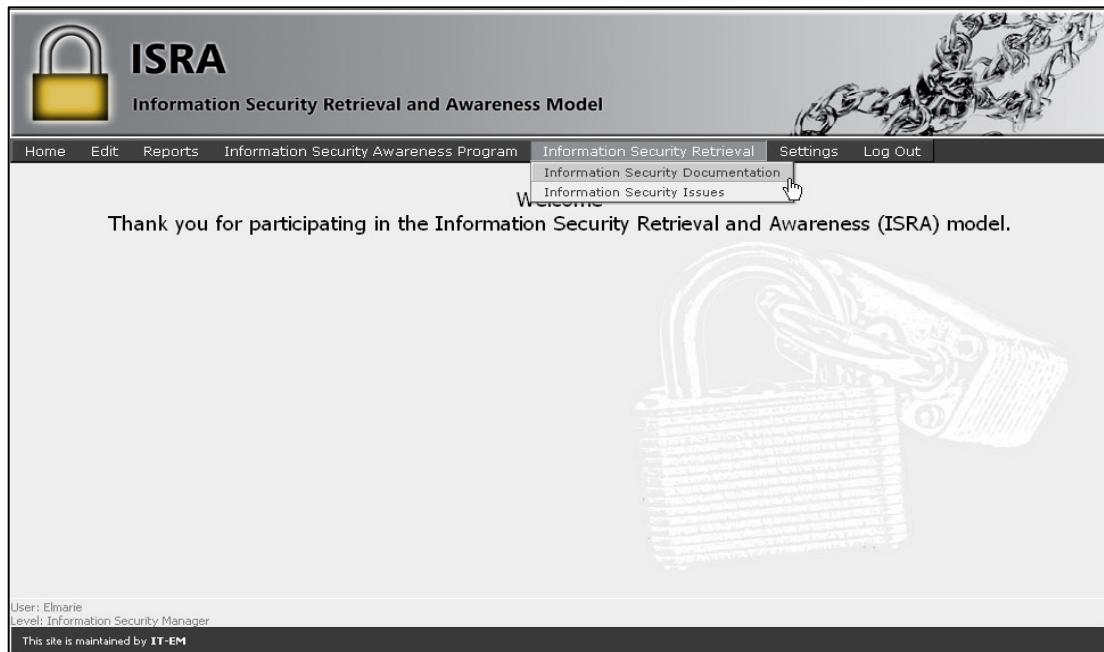 ISRA
Information Security Retrieval and Awareness Model
Home Edit Reports Information Security Awareness Program Information Security Retrieval Settings Log Out
Information Security Documentation
Information Security Issues
Welcome
Thank you for participating in the Information Security Retrieval and Awareness (ISRA) model.
User: Elmarie
Level: Information Security Manager
This site is maintained by IT-EM